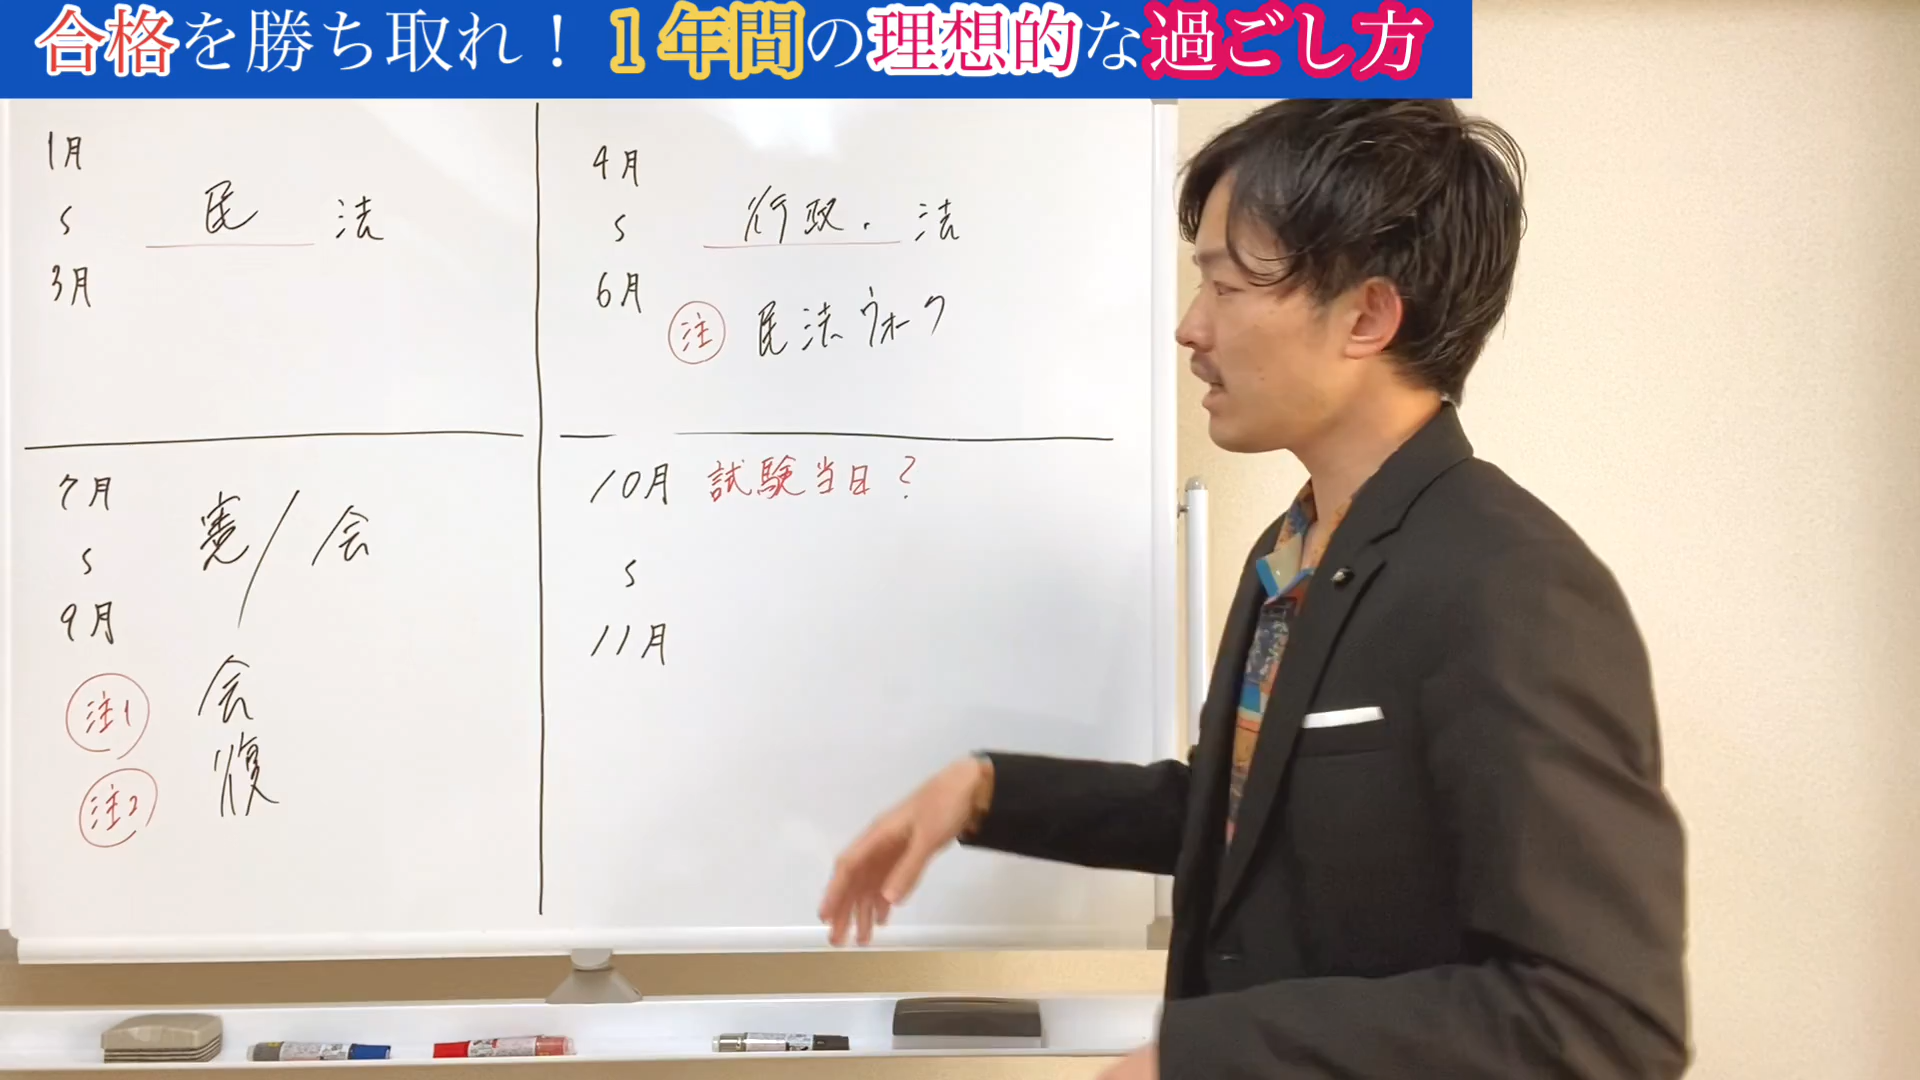 合格を勝ち取れ！１年間の理想的な過ごし方
1月
民 法
3月
4月
行政.法
6月
注 民法ウォーク
7月
憲/会
9月
注1 会
注2 復
10月 試験当日?
11月